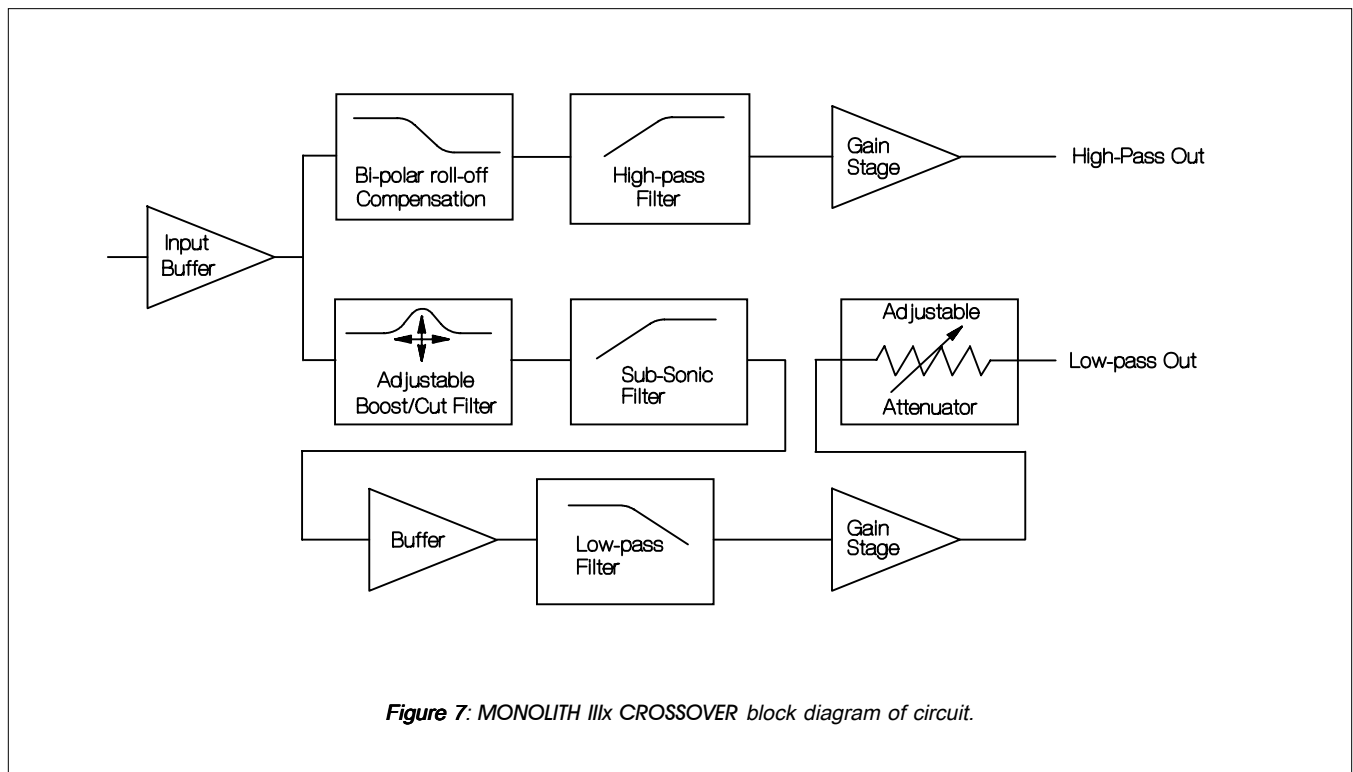 Bi-polar roll-off
Compensation
High-pass
Filter
Gain
Stage
High-Pass Out
Input
Buffer
Adjustable
Boost/Cut Filter
Sub-Sonic
Filter
Adjustable
Attenuator
Low-pass Out
Buffer
Low-pass
Filter
Gain
Stage
Figure 7: MONOLITH IIIx CROSSOVER block diagram of circuit.